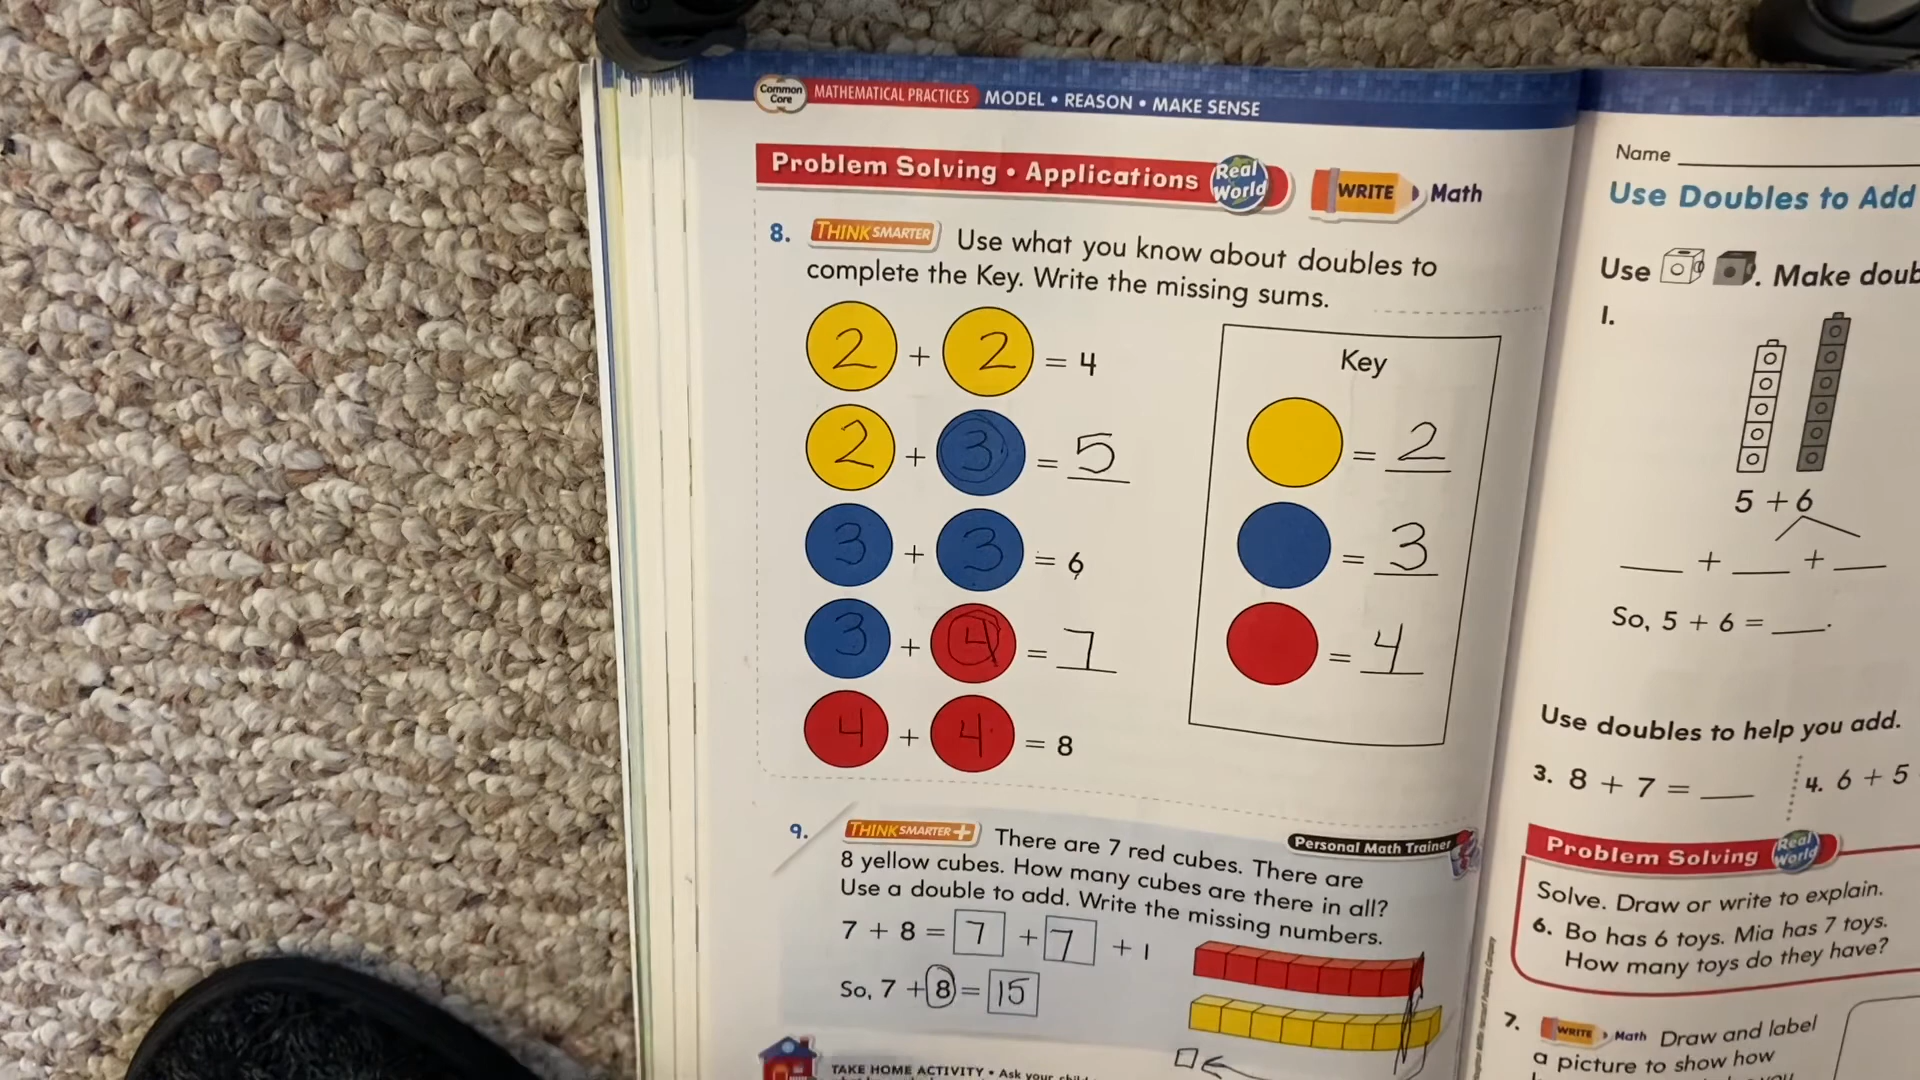 Common Core MATHEMATICAL PRACTICES MODEL • REASON • MAKE SENSE
Problem Solving • Applications Real World WRITE Math
8. THINK SMARTER Use what you know about doubles to
complete the Key. Write the missing sums.
2 + 2 = 4
2 + 3 = 5
3 + 3 = 6
3 + 4 = 7
4 + 4 = 8
Key
= 2
= 3
= 4
9. THINK SMARTER + There are 7 red cubes. There are
Personal Math Trainer
8 yellow cubes. How many cubes are there in all?
Use a double to add. Write the missing numbers.
7 + 8 = 7 + 7 + 1
So, 7 + 8 = 15
TAKE HOME ACTIVITY • Ask your
Name
Use Doubles to Add
Use . Make doub
1.
5 + 6
__ + __ + __
So, 5 + 6 = __.
Use doubles to help you add.
3. 8 + 7 = __
4. 6 + 5
Problem Solving Real World
Solve. Draw or write to explain.
6. Bo has 6 toys. Mia has 7 toys.
How many toys do they have?
7. WRITE Math Draw and label
a picture to show how